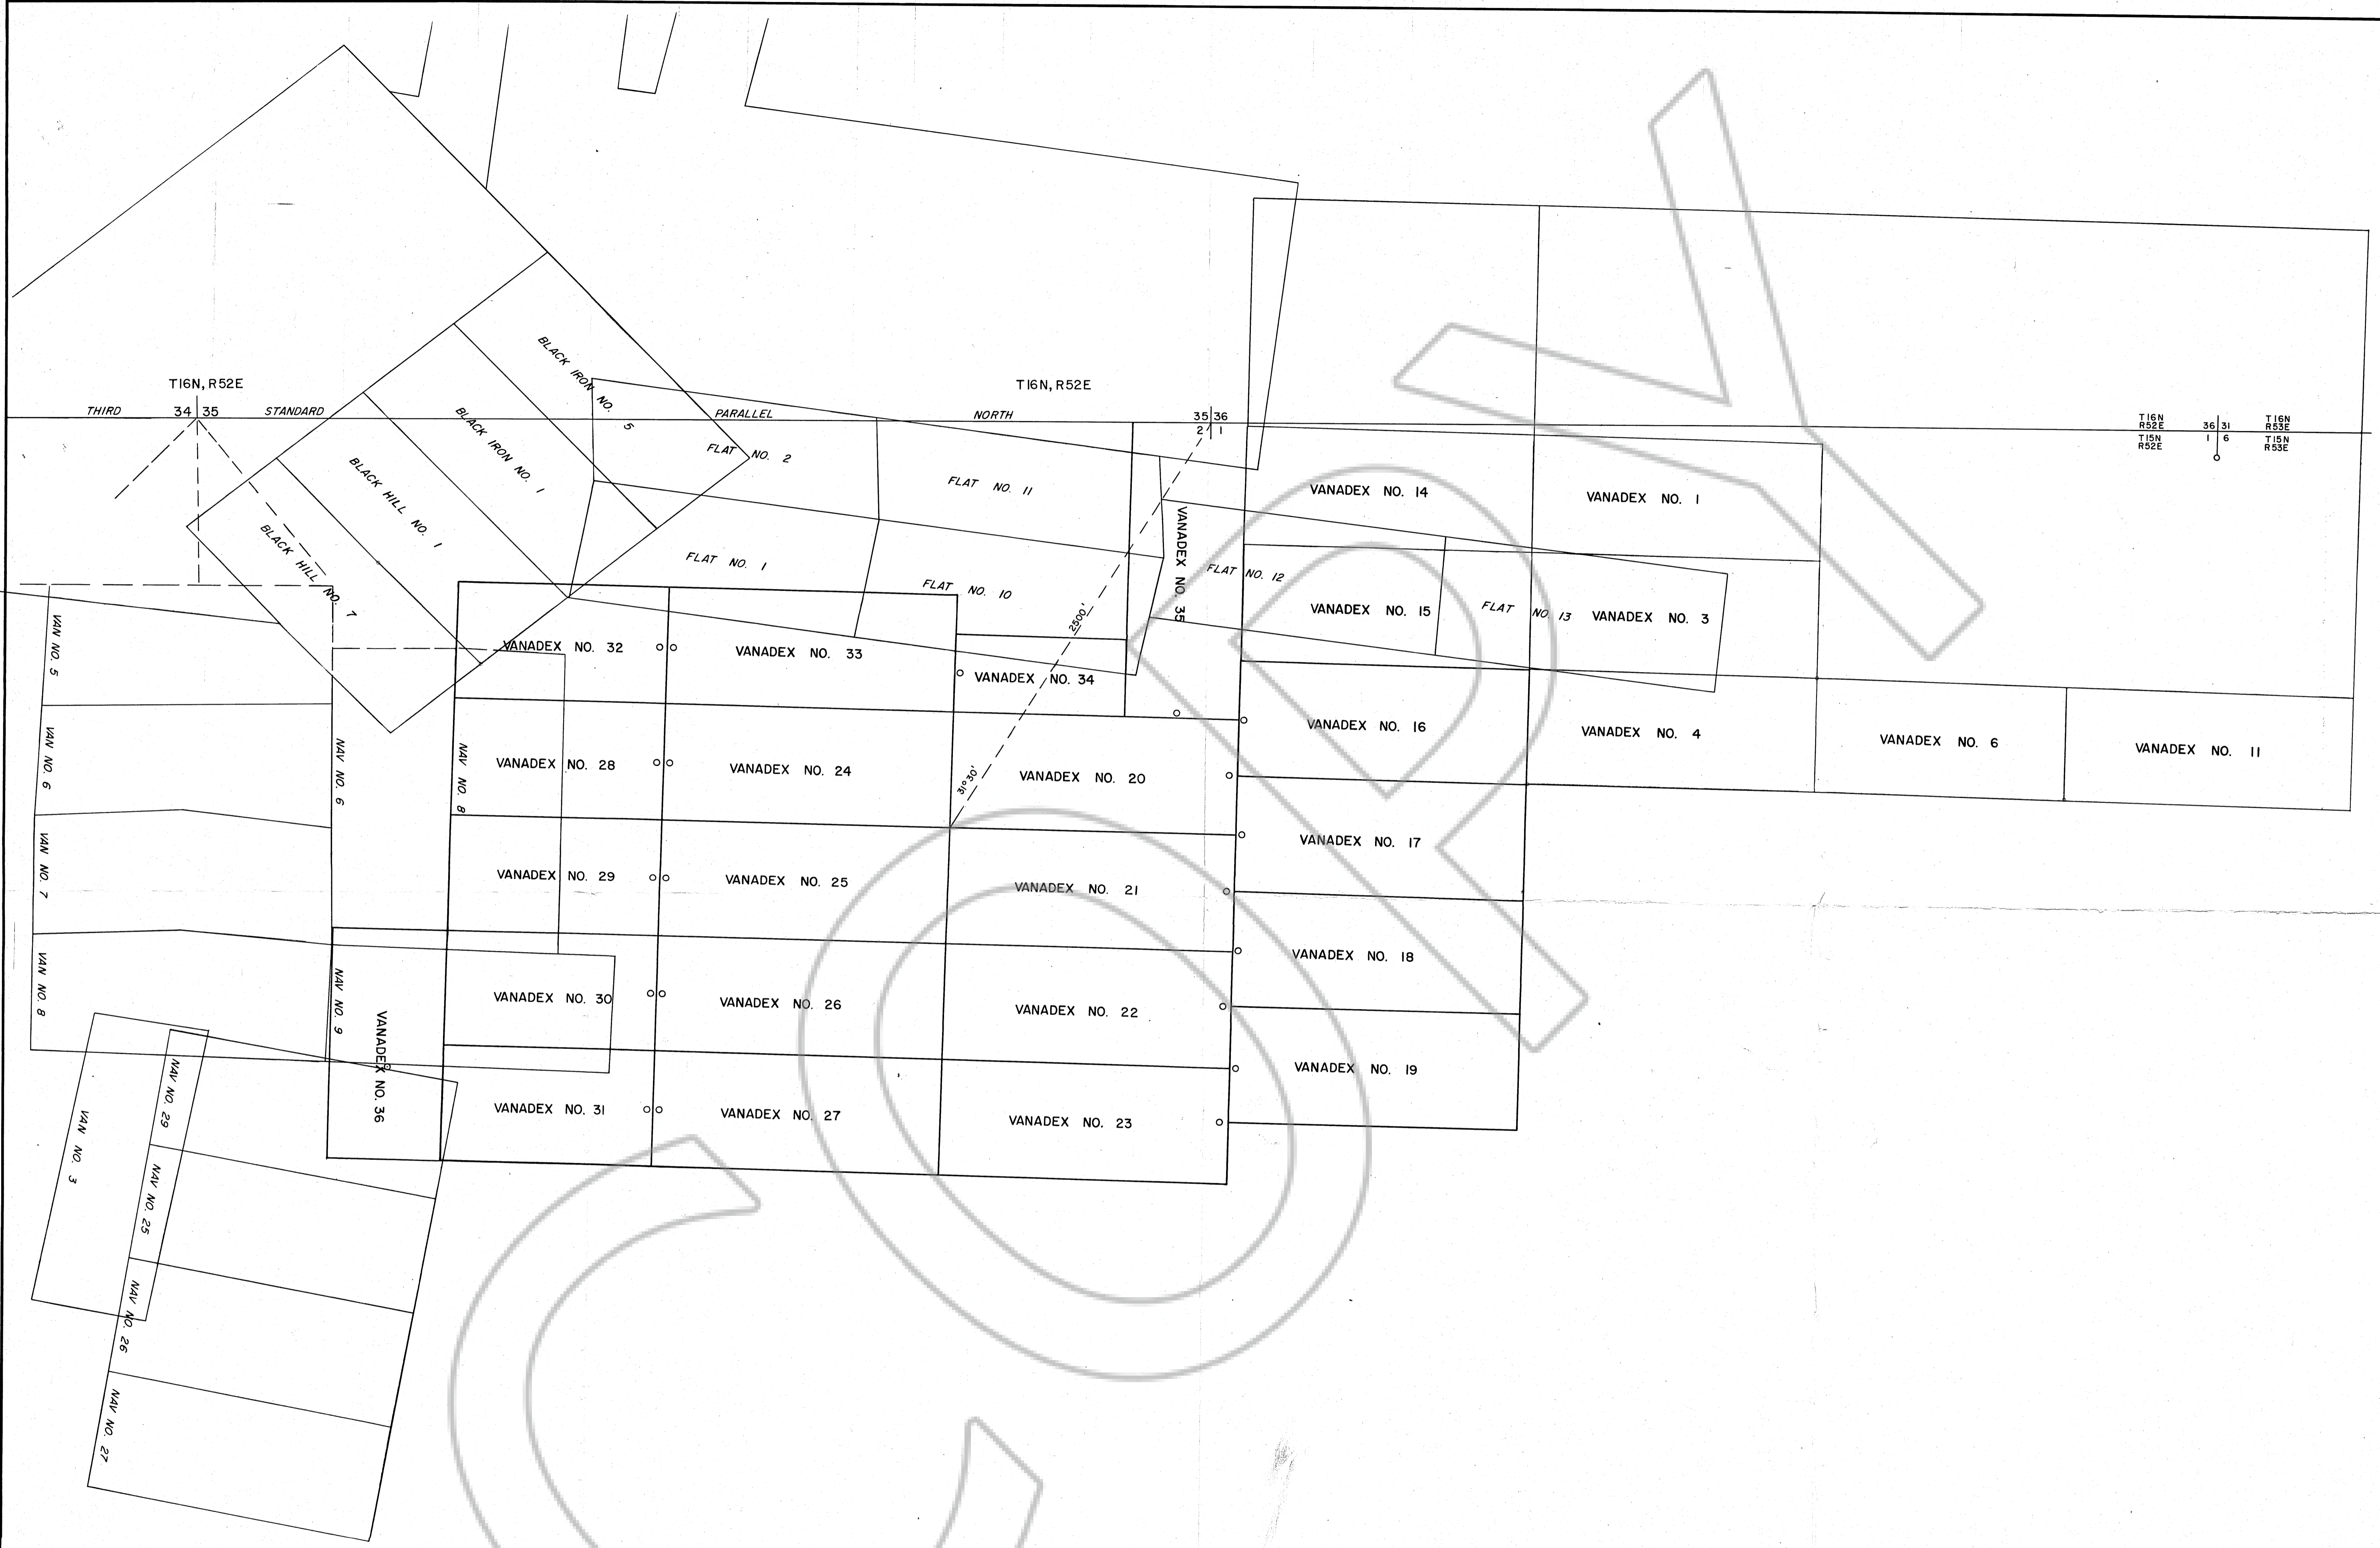 T16N, R52E
T16N, R52E
THIRD STANDARD PARALLEL NORTH
34 35
35 36
2 1
T16N
R52E
T15N
R52E
36 31
1 6
T16N
R53E
T15N
R53E
BLACK IRON NO. 5
BLACK IRON NO. 1
BLACK HILL NO. 1
BLACK HILL NO. 7
FLAT NO. 2
FLAT NO. 11
FLAT NO. 1
FLAT NO. 10
FLAT NO. 12
FLAT NO. 13
VANADEX NO. 14
VANADEX NO. 1
VANADEX NO. 35
VANADEX NO. 15
VANADEX NO. 3
2500'
31°30'
VANADEX NO. 32
VANADEX NO. 33
VANADEX NO. 34
VANADEX NO. 16
VANADEX NO. 4
VANADEX NO. 6
VANADEX NO. 11
VAN NO. 5
VAN NO. 6
VAN NO. 7
VAN NO. 8
NAV NO. 6
NAV NO. 8
NAV NO. 9
VANADEX NO. 28
VANADEX NO. 24
VANADEX NO. 20
VANADEX NO. 17
VANADEX NO. 29
VANADEX NO. 25
VANADEX NO. 21
VANADEX NO. 18
VANADEX NO. 30
VANADEX NO. 26
VANADEX NO. 22
VANADEX NO. 19
VANADEX NO. 36
VANADEX NO. 31
VANADEX NO. 27
VANADEX NO. 23
VAN NO. 3
NAV NO. 29
NAV NO. 25
NAV NO. 26
NAV NO. 27
COPY